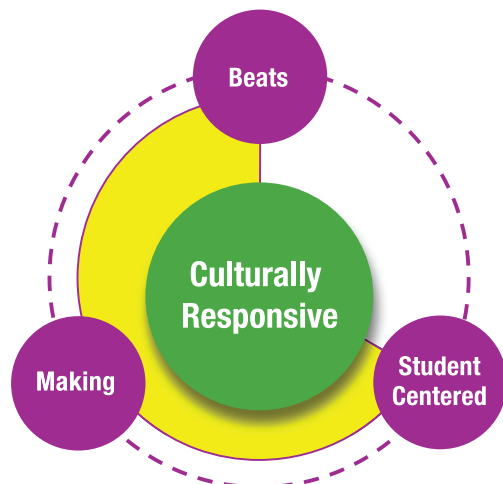 Beats
Culturally
Responsive
Making
Student
Centered